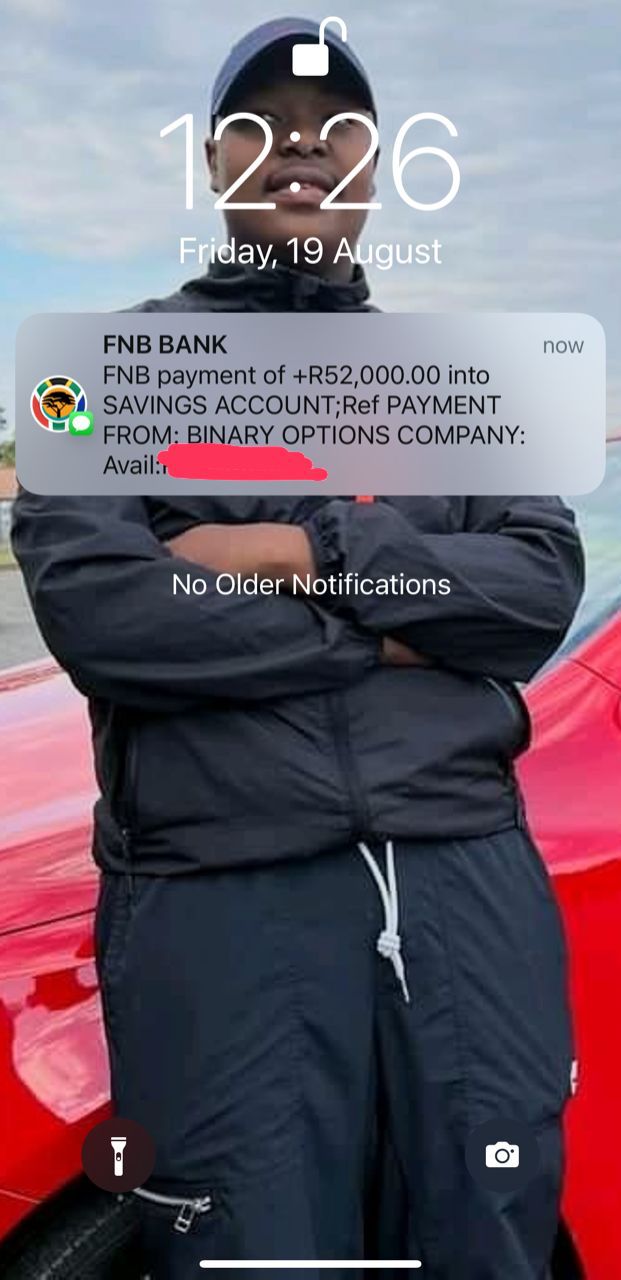 12:26
Friday, 19 August
FNB BANK now
FNB payment of +R52,000.00 into
SAVINGS ACCOUNT;Ref PAYMENT
FROM: BINARY OPTIONS COMPANY:
Avail:
No Older Notifications